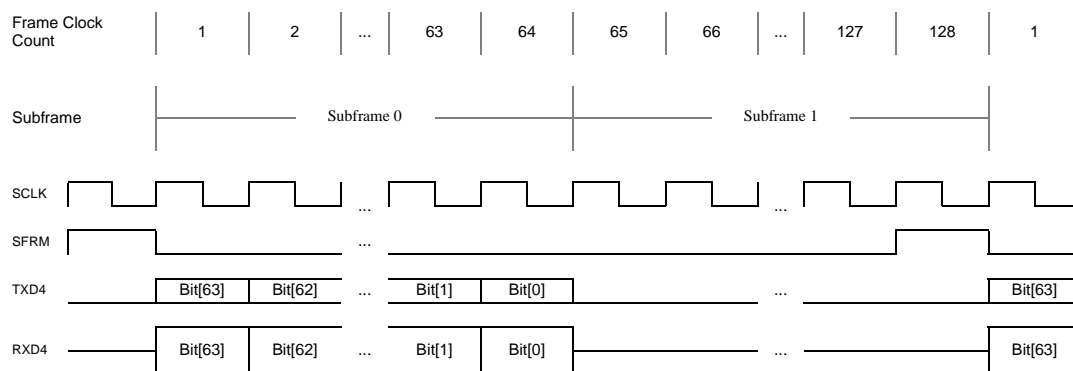 Frame Clock
Count
1 2 ... 63 64 65 66 ... 127 128 1
Subframe Subframe 0 Subframe 1
SCLK ... ...
SFRM ...
TXD4 Bit[63] Bit[62] ... Bit[1] Bit[0] ... Bit[63]
RXD4 Bit[63] Bit[62] ... Bit[1] Bit[0] ... Bit[63]